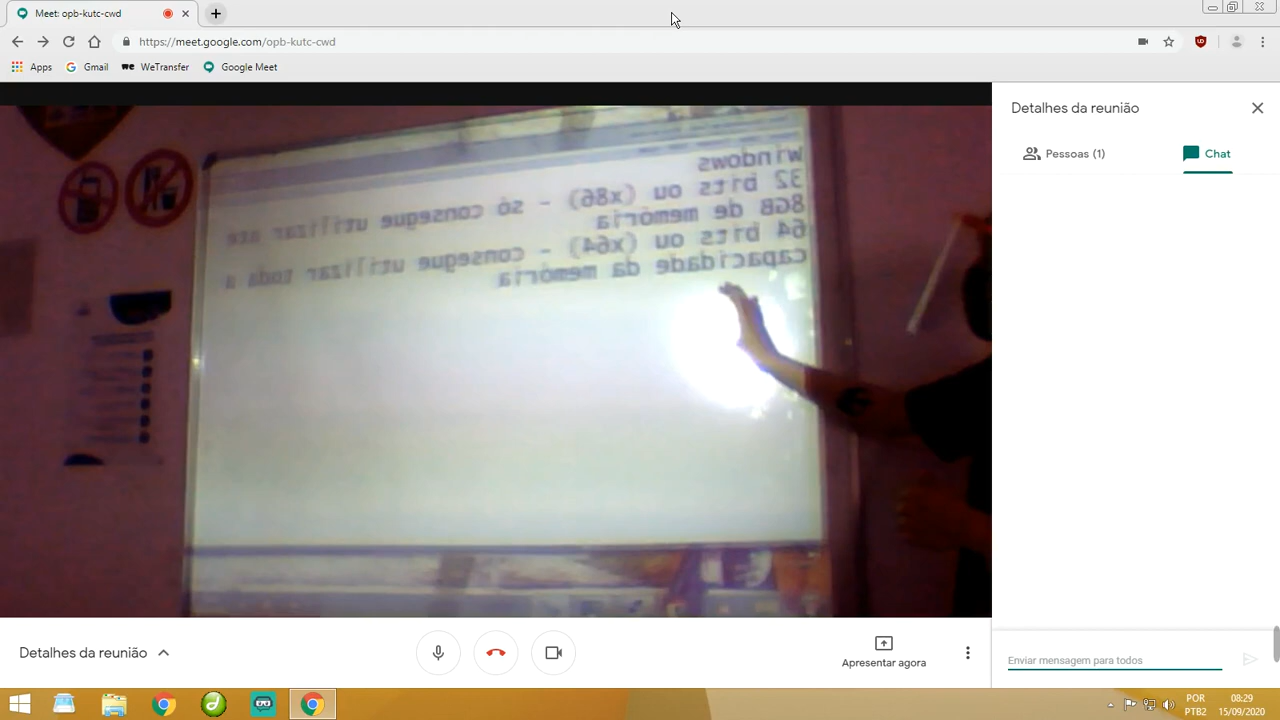 Meet: opb-kutc-cwd
https://meet.google.com/opb-kutc-cwd
Apps Gmail WeTransfer Google Meet
Detalhes da reunião
Pessoas (1) Chat
Windows
32 bits ou (x86) - só consegue utilizar ate
8GB de memória
64 bits ou (x64) - consegue utilizar toda a
capacidade da memória
Enviar mensagem para todos
Detalhes da reunião
Apresentar agora
POR 08:29
PTB2 15/09/2020